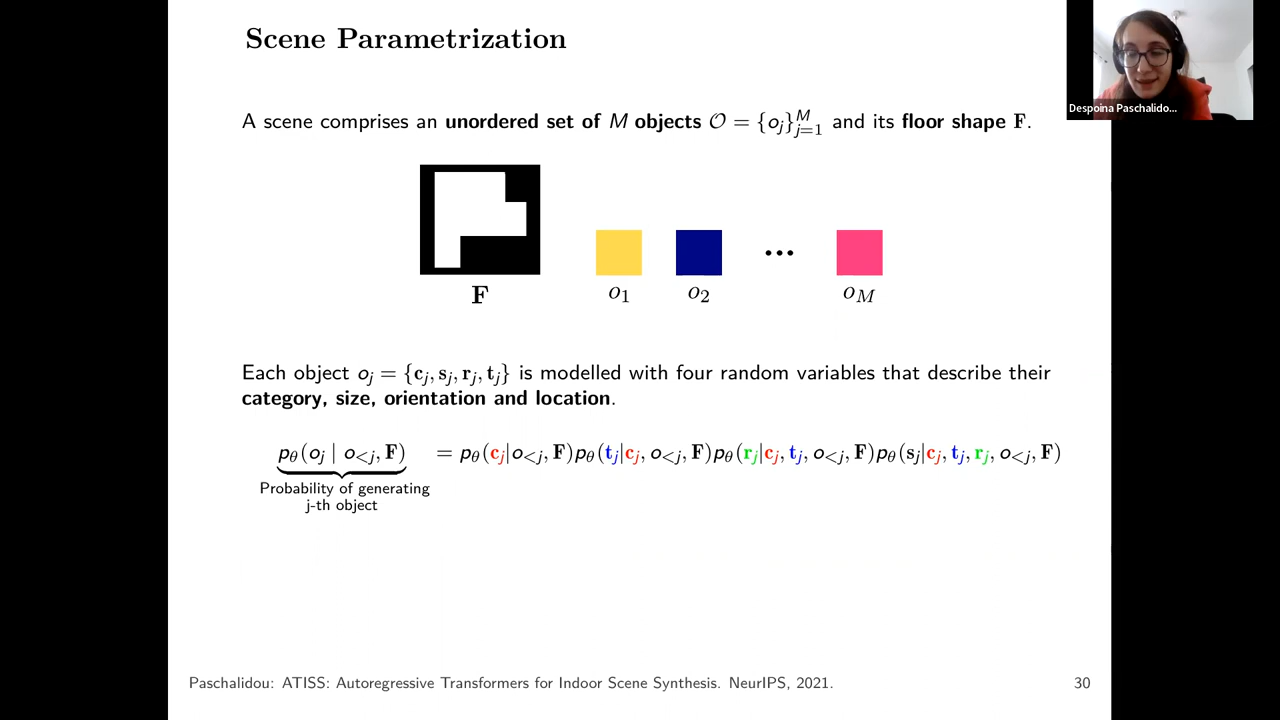 Scene Parametrization
Despoina Paschalido...
A scene comprises an unordered set of M objects 𝒪 = {o_j}_{j=1}^M and its floor shape F.
F
o_1 o_2 ... o_M
Each object o_j = {c_j, s_j, r_j, t_j} is modelled with four random variables that describe their
category, size, orientation and location.
p_θ(o_j | o_{<j}, F) = p_θ(c_j|o_{<j}, F)p_θ(t_j|c_j, o_{<j}, F)p_θ(r_j|c_j, t_j, o_{<j}, F)p_θ(s_j|c_j, t_j, r_j, o_{<j}, F)
Probability of generating
j-th object
Paschalidou: ATISS: Autoregressive Transformers for Indoor Scene Synthesis. NeurIPS, 2021.
30